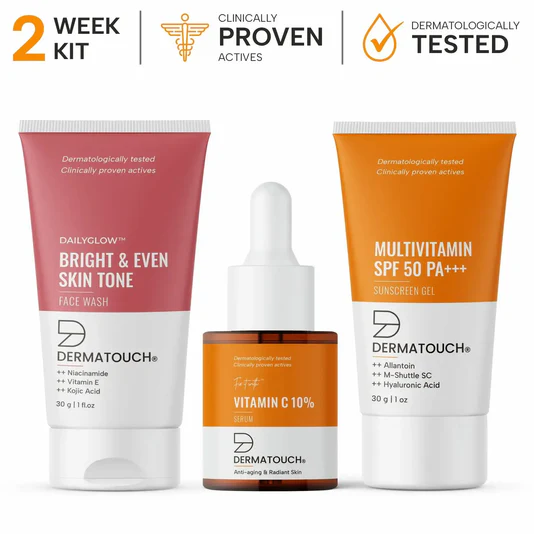 2 WEEK KIT
CLINICALLY
PROVEN
ACTIVES
DERMATOLOGICALLY
TESTED
Dermatologically tested
Clinically proven actives
DAILYGLOW™
BRIGHT & EVEN
SKIN TONE
FACE WASH
DERMATOUCH®
++ Niacinamide
++ Vitamin E
++ Kojic Acid
30 g | 1 fl.oz
Dermatologically tested
Clinically proven actives
VITAMIN C 10%
SERUM
DERMATOUCH®
Anti-aging & Radiant Skin
Dermatologically tested
Clinically proven actives
MULTIVITAMIN
SPF 50 PA+++
SUNSCREEN GEL
DERMATOUCH®
++ Allantoin
++ M-Shuttle SC
++ Hyaluronic Acid
30 g | 1 oz